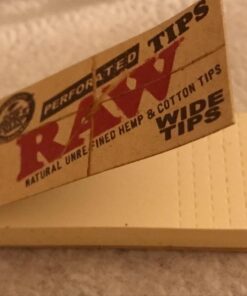 PERFORATED TIPS
RAW
NATURAL UNREFINED HEMP & COTTON TIPS
WIDE
TIPS